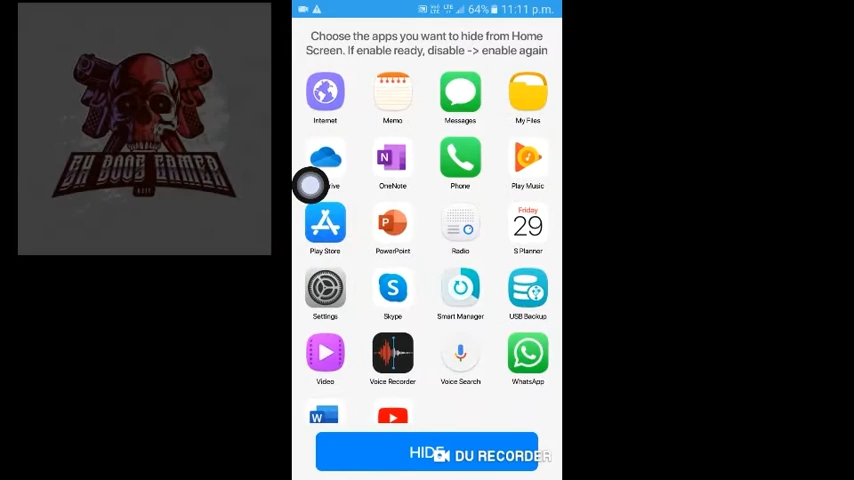 64% 11:11 p.m.
Choose the apps you want to hide from Home
Screen. If enable ready, disable -> enable again
Internet
Memo
Messages
My Files
OneNote
Phone
Play Music
Play Store
PowerPoint
Radio
Friday
29
S Planner
Settings
Skype
Smart Manager
USB Backup
Video
Voice Recorder
Voice Search
WhatsApp
HIDE
DU RECORDER